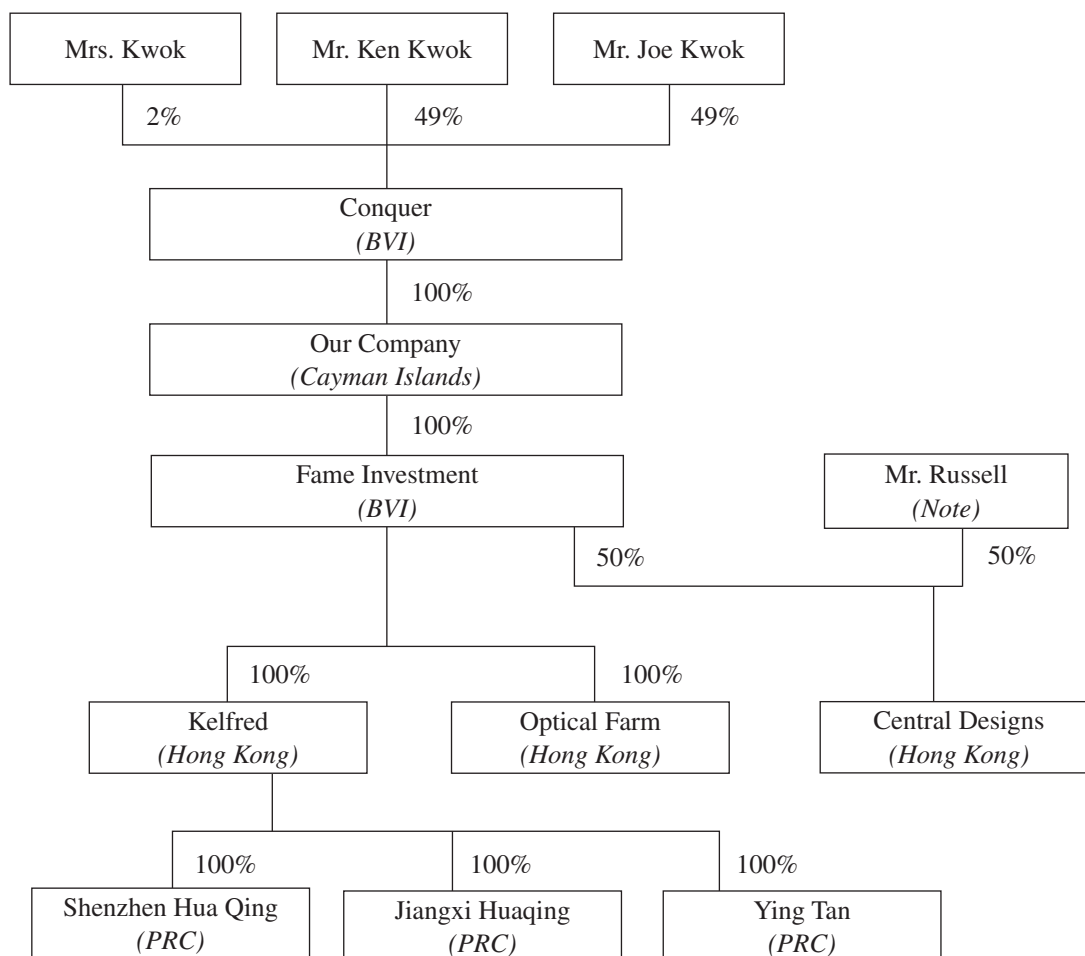 Mrs. Kwok
Mr. Ken Kwok
Mr. Joe Kwok
2%
49%
49%
Conquer
(BVI)
100%
Our Company
(Cayman Islands)
100%
Fame Investment
(BVI)
Mr. Russell
(Note)
50%
50%
100%
100%
Kelfred
(Hong Kong)
Optical Farm
(Hong Kong)
Central Designs
(Hong Kong)
100%
100%
100%
Shenzhen Hua Qing
(PRC)
Jiangxi Huaqing
(PRC)
Ying Tan
(PRC)